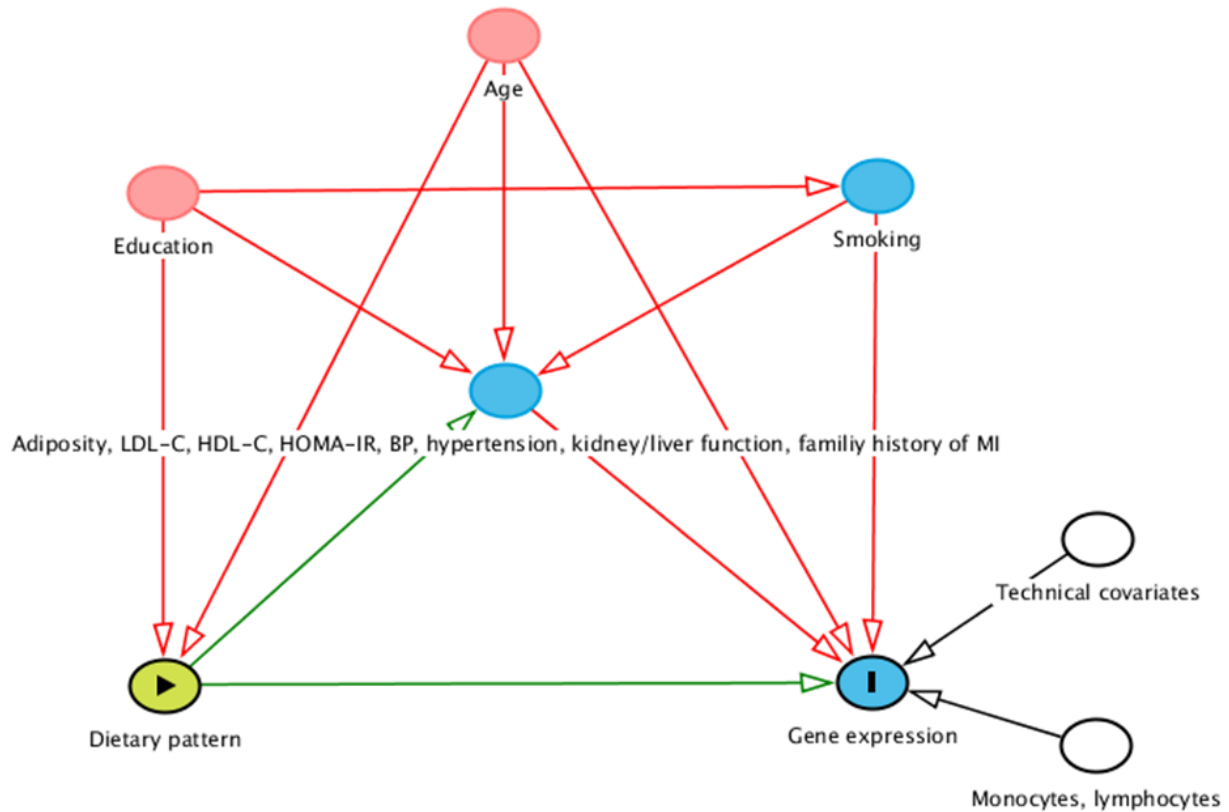 Age
Education
Smoking
Adiposity, LDL-C, HDL-C, HOMA-IR, BP, hypertension, kidney/liver function, familiy history of MI
Technical covariates
Dietary pattern
Gene expression
Monocytes, lymphocytes